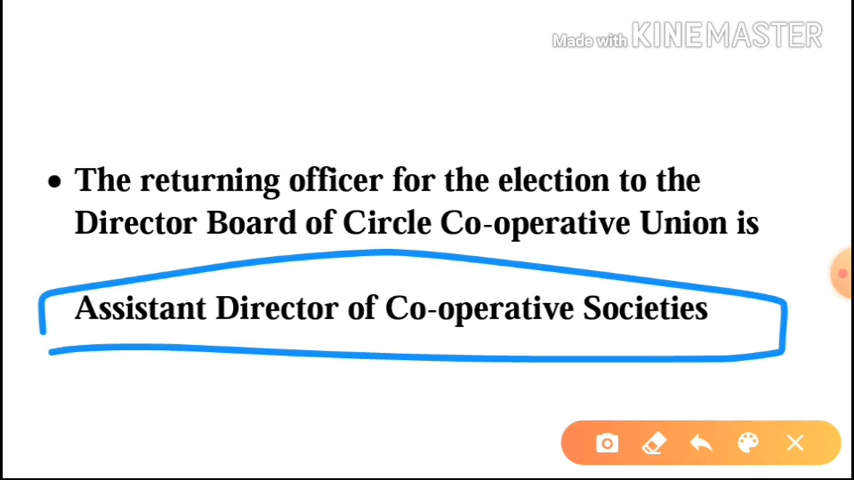 Made with KINEMASTER
• The returning officer for the election to the
Director Board of Circle Co-operative Union is
Assistant Director of Co-operative Societies